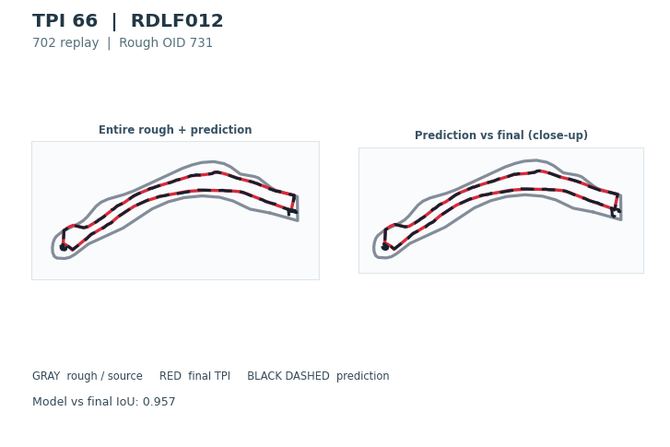 TPI 66 | RDLF012
702 replay | Rough OID 731
Entire rough + prediction
Prediction vs final (close-up)
GRAY rough / source RED final TPI BLACK DASHED prediction
Model vs final IoU: 0.957